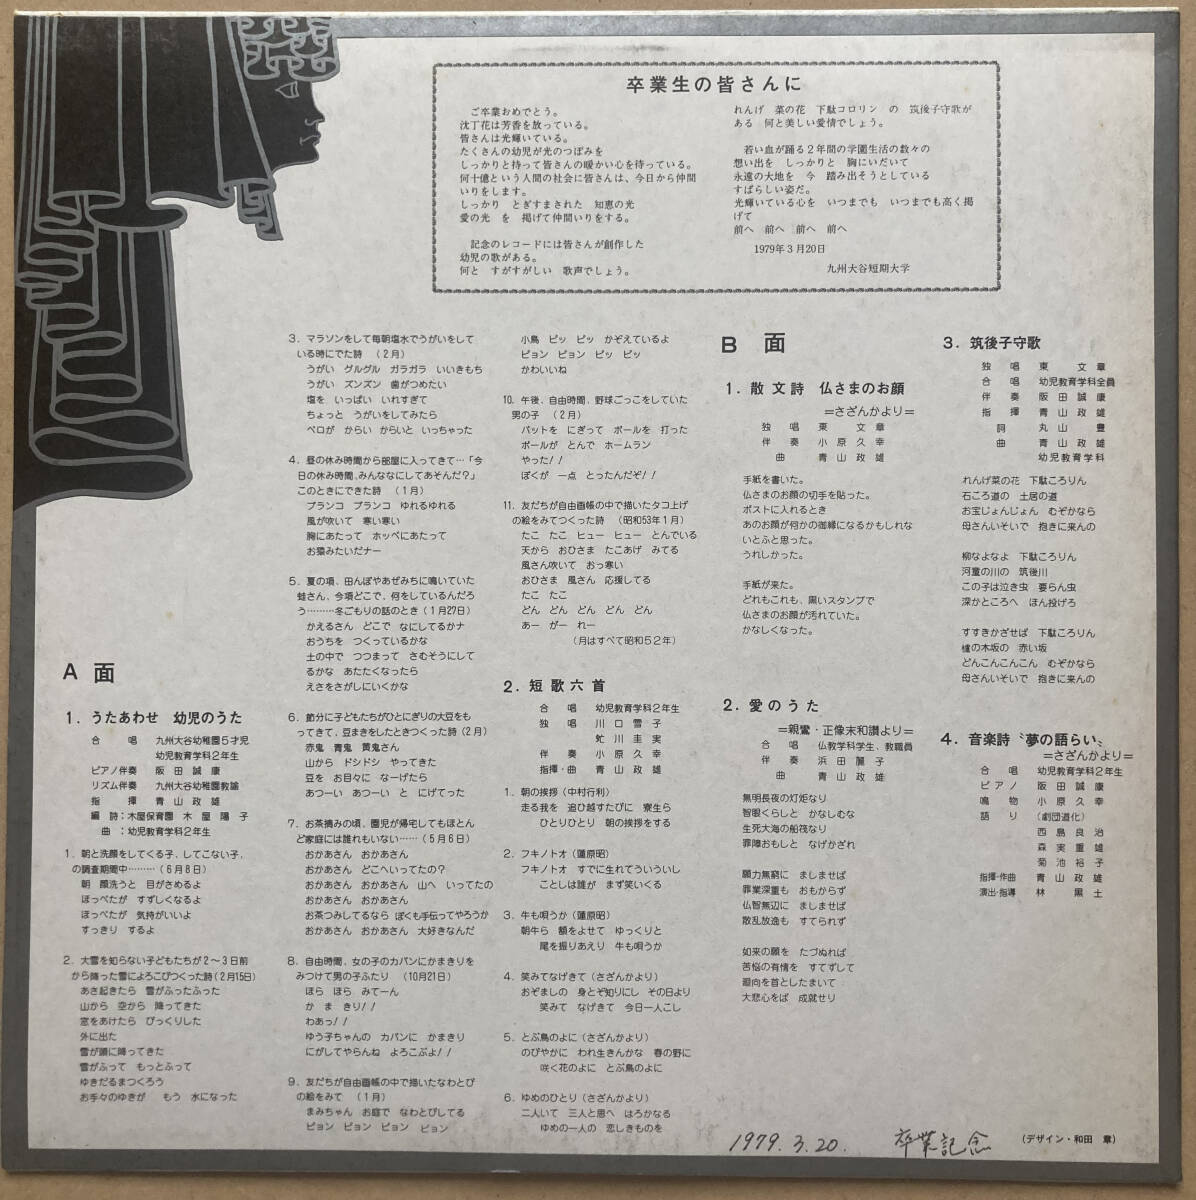 卒業生の皆さんに
ご卒業おめでとう。
沈丁花は芳香を放っている。
皆さんは光輝いている。
たくさんの幼児が光のつぼみを
しっかりと持って皆さんの暖かい心を待っている。
何十億という人間の社会に皆さんは、今日から仲間
いりをします。
しっかり　とぎすまされた　知恵の光
愛の光　を　掲げて仲間いりをする。
記念のレコードには皆さんが創作した
幼児の歌がある。
何と　すがすがしい　歌声でしょう。
れんげ　菜の花　下駄コロリン　の　筑後子守歌が
ある　何と美しい愛情でしょう。
若い血が踊る２年間の学園生活の数々の
想い出を　しっかりと　胸にいだいて
永遠の大地を　今　踏み出そうとしている
すばらしい姿だ。
光輝いている心を　いつまでも　いつまでも高く掲
げて
前へ　前へ　前へ　前へ
1979年３月20日
九州大谷短期大学
A 面
1．うたあわせ　幼児のうた
合　唱　九州大谷幼稚園５才児
幼児教育学科２年生
ピアノ伴奏　阪田誠康
リズム伴奏　九州大谷幼稚園教諭
指　揮　青山政雄
編　詩：木屋保育園　木屋陽子
曲　：幼児教育学科２年生
1．朝と洗顔をしてくる子，してこない子，
の調査期間中………（６月８日）
朝　顔洗うと　目がさめるよ
ほっぺたが　すずしくなるよ
ほっぺたが　気持がいいよ
すっきり　するよ
2．大雪を知らない子どもたちが２〜３日前
から降った雪によろこびつくった詩（２月15日）
あさ起きたら　雪がふったふった
山から　空から　降ってきた
窓をあけたら　びっくりした
外に出た
雪が頭に降ってきた
雪がふって　もっとふって
ゆきだるまつくろう
お手々のゆきが　もう　水になった
3．マラソンをして毎朝塩水でうがいをして
いる時にでた詩　（２月）
うがい　グルグル　ガラガラ　いいきもち
うがい　ズンズン　歯がつめたい
塩を　いっぱい　いれすぎて
ちょっと　うがいをしてみたら
ベロが　からい　からいと　いっちゃった
4．昼の休み時間から部屋に入ってきて…「今
日の休み時間，みんななにしてあそんだ？」
このときにできた詩　（１月）
ブランコ　ブランコ　ゆれるゆれる
風が吹いて　寒い寒い
胸にあたって　ホッペにあたって
お猿みたいだナー
5．夏の頃，田んぼやあぜみちに鳴いていた
蛙さん，今頃どこで，何をしているんだろ
う………冬ごもりの話のとき（１月27日）
かえるさん　どこで　なにしてるかナ
おうちを　つくっているかな
土の中で　つつまって　さむそうにして
るかな　あたたくなったら
えさをさがしにいくかな
6．節分に子どもたちがひとにぎりの大豆をも
ってきて，豆まきをしたときつくった詩（２月）
赤鬼　青鬼　黄鬼さん
山から　ドシドシ　やってきた
豆を　お目々に　なげたら
あつーい　あつーい　と　にげてった
7．お茶摘みの頃，園児が帰宅してもほとん
ど家庭には誰れもいない……（５月６日）
おかあさん　おかあさん
おかあさん　どこへいってたの？
おかあさん　おかあさん　山へ　いってたの
おかあさん　おかあさん
お茶つみしてるなら　ぼくも手伝ってやろうか
おかあさん　おかあさん　大好きなんだ
8．自由時間，女の子のカバンにかまきりを
みつけて男の子ふたり　（10月21日）
ほら　ほら　みてーん
か　ま　きり！！
わあっ！！
ゆう子ちゃんの　カバンに　かまきり
にがしてやらんね　よろこぶよ！！
9．友だちが自由画帳の中で描いたなわとび
の絵をみて　（１月）
まみちゃん　お庭で　なわとびしてる
ピョン　ピョン　ピョン　ピョン
小鳥　ピッ　ピッ　かぞえているよ
ピョン　ピョン　ピッ　ピッ
かわいいね
10．午後，自由時間，野球ごっこをしていた
男の子　（２月）
バットを　にぎって　ボールを　打った
ボールが　とんで　ホームラン
やった！！
ぼくが　一点　とったんだぞ！！
11．友だちが自由画帳の中で描いたタコ上げ
の絵をみてつくった詩　（昭和53年１月）
たこ　たこ　ヒュー　ヒュー　とんでいる
天から　おひさま　たこあげ　みてる
風さん吹いて　おっ寒い
おひさま　風さん　応援してる
たこ　たこ
どん　どん　どん　どん　どん
あー　がー　れー
（月はすべて昭和５２年）
2．短歌六首
合　唱　幼児教育学科２年生
独　唱　川口雪子
虻川圭実
伴　奏　小原久幸
指揮・曲　青山政雄
1．朝の挨拶（中村行利）
走る我を　追ひ越すたびに　寮生ら
ひとりひとり　朝の挨拶をする
2．フキノトオ（蓮原昭）
フキノトオ　すでに生れてういういし
ことしは誰が　まず笑いくる
3．牛も唄うか（蓮原昭）
朝牛ら　額をよせて　ゆっくりと
尾を振りあえり　牛も唄うか
4．笑みてなげきて（さざんかより）
おぞましの　身とぞ知りにし　その日より
笑みて　なげきて　今日一人こし
5．とぶ鳥のよに（さざんかより）
のびやかに　われ生きんかな　春の野に
咲く花のよに　とぶ鳥のよに
6．ゆめのひとり（さざんかより）
二人いて　三人と思へ　はろかなる
ゆめの一人の　恋しきものを
B 面
1．散文詩　仏さまのお顔
＝さざんかより＝
独　唱　東　文章
伴　奏　小原久幸
曲　青山政雄
手紙を書いた。
仏さまのお顔の切手を貼った。
ポストに入れるとき
あのお顔が何かの御縁になるかもしれな
いとふと思った。
うれしかった。
手紙が来た。
どれもこれも，黒いスタンプで
仏さまのお顔が汚れていた。
かなしくなった。
2．愛のうた
＝親鸞・正像末和讃より＝
合　唱　仏教学科学生，教職員
伴　奏　浜田麗子
曲　青山政雄
無明長夜の灯炬なり
智眼くらしと　かなしむな
生死大海の船筏なり
罪障おもしと　なげかざれ
願力無窮に　ましませば
罪業深重も　おもからず
仏智無辺に　ましませば
散乱放逸も　すてられず
如来の願を　たづぬれば
苦悩の有情を　すてずして
廻向を首としたまいて
大悲心をば　成就せり
3．筑後子守歌
独　唱　東　文章
合　唱　幼児教育学科全員
伴　奏　阪田誠康
指　揮　青山政雄
詞　丸山　豊
曲　青山政雄
幼児教育学科
れんげ菜の花　下駄ころりん
石ころ道の　土居の道
お宝じょんじょん　むぞかなら
母さんいそいで　抱きに来んの
柳なよなよ　下駄ころりん
河童の川の　筑後川
この子は泣き虫　要らん虫
深かところへ　ほん投げろ
すすきかざせば　下駄ころりん
櫨の木坂の　赤い坂
どんこんこんこん　むぞかなら
母さんいそいで　抱きに来んの
4．音楽詩〝夢の語らい〟
＝さざんかより＝
合　唱　幼児教育学科２年生
ピアノ　阪田誠康
鳴　物　小原久幸
語　り　（劇団道化）
西島良治
森実重雄
菊池裕子
指揮・作曲　青山政雄
演出・指導　林　黒土
1979.3.20.　卒業記念
（デザイン・和田　章）